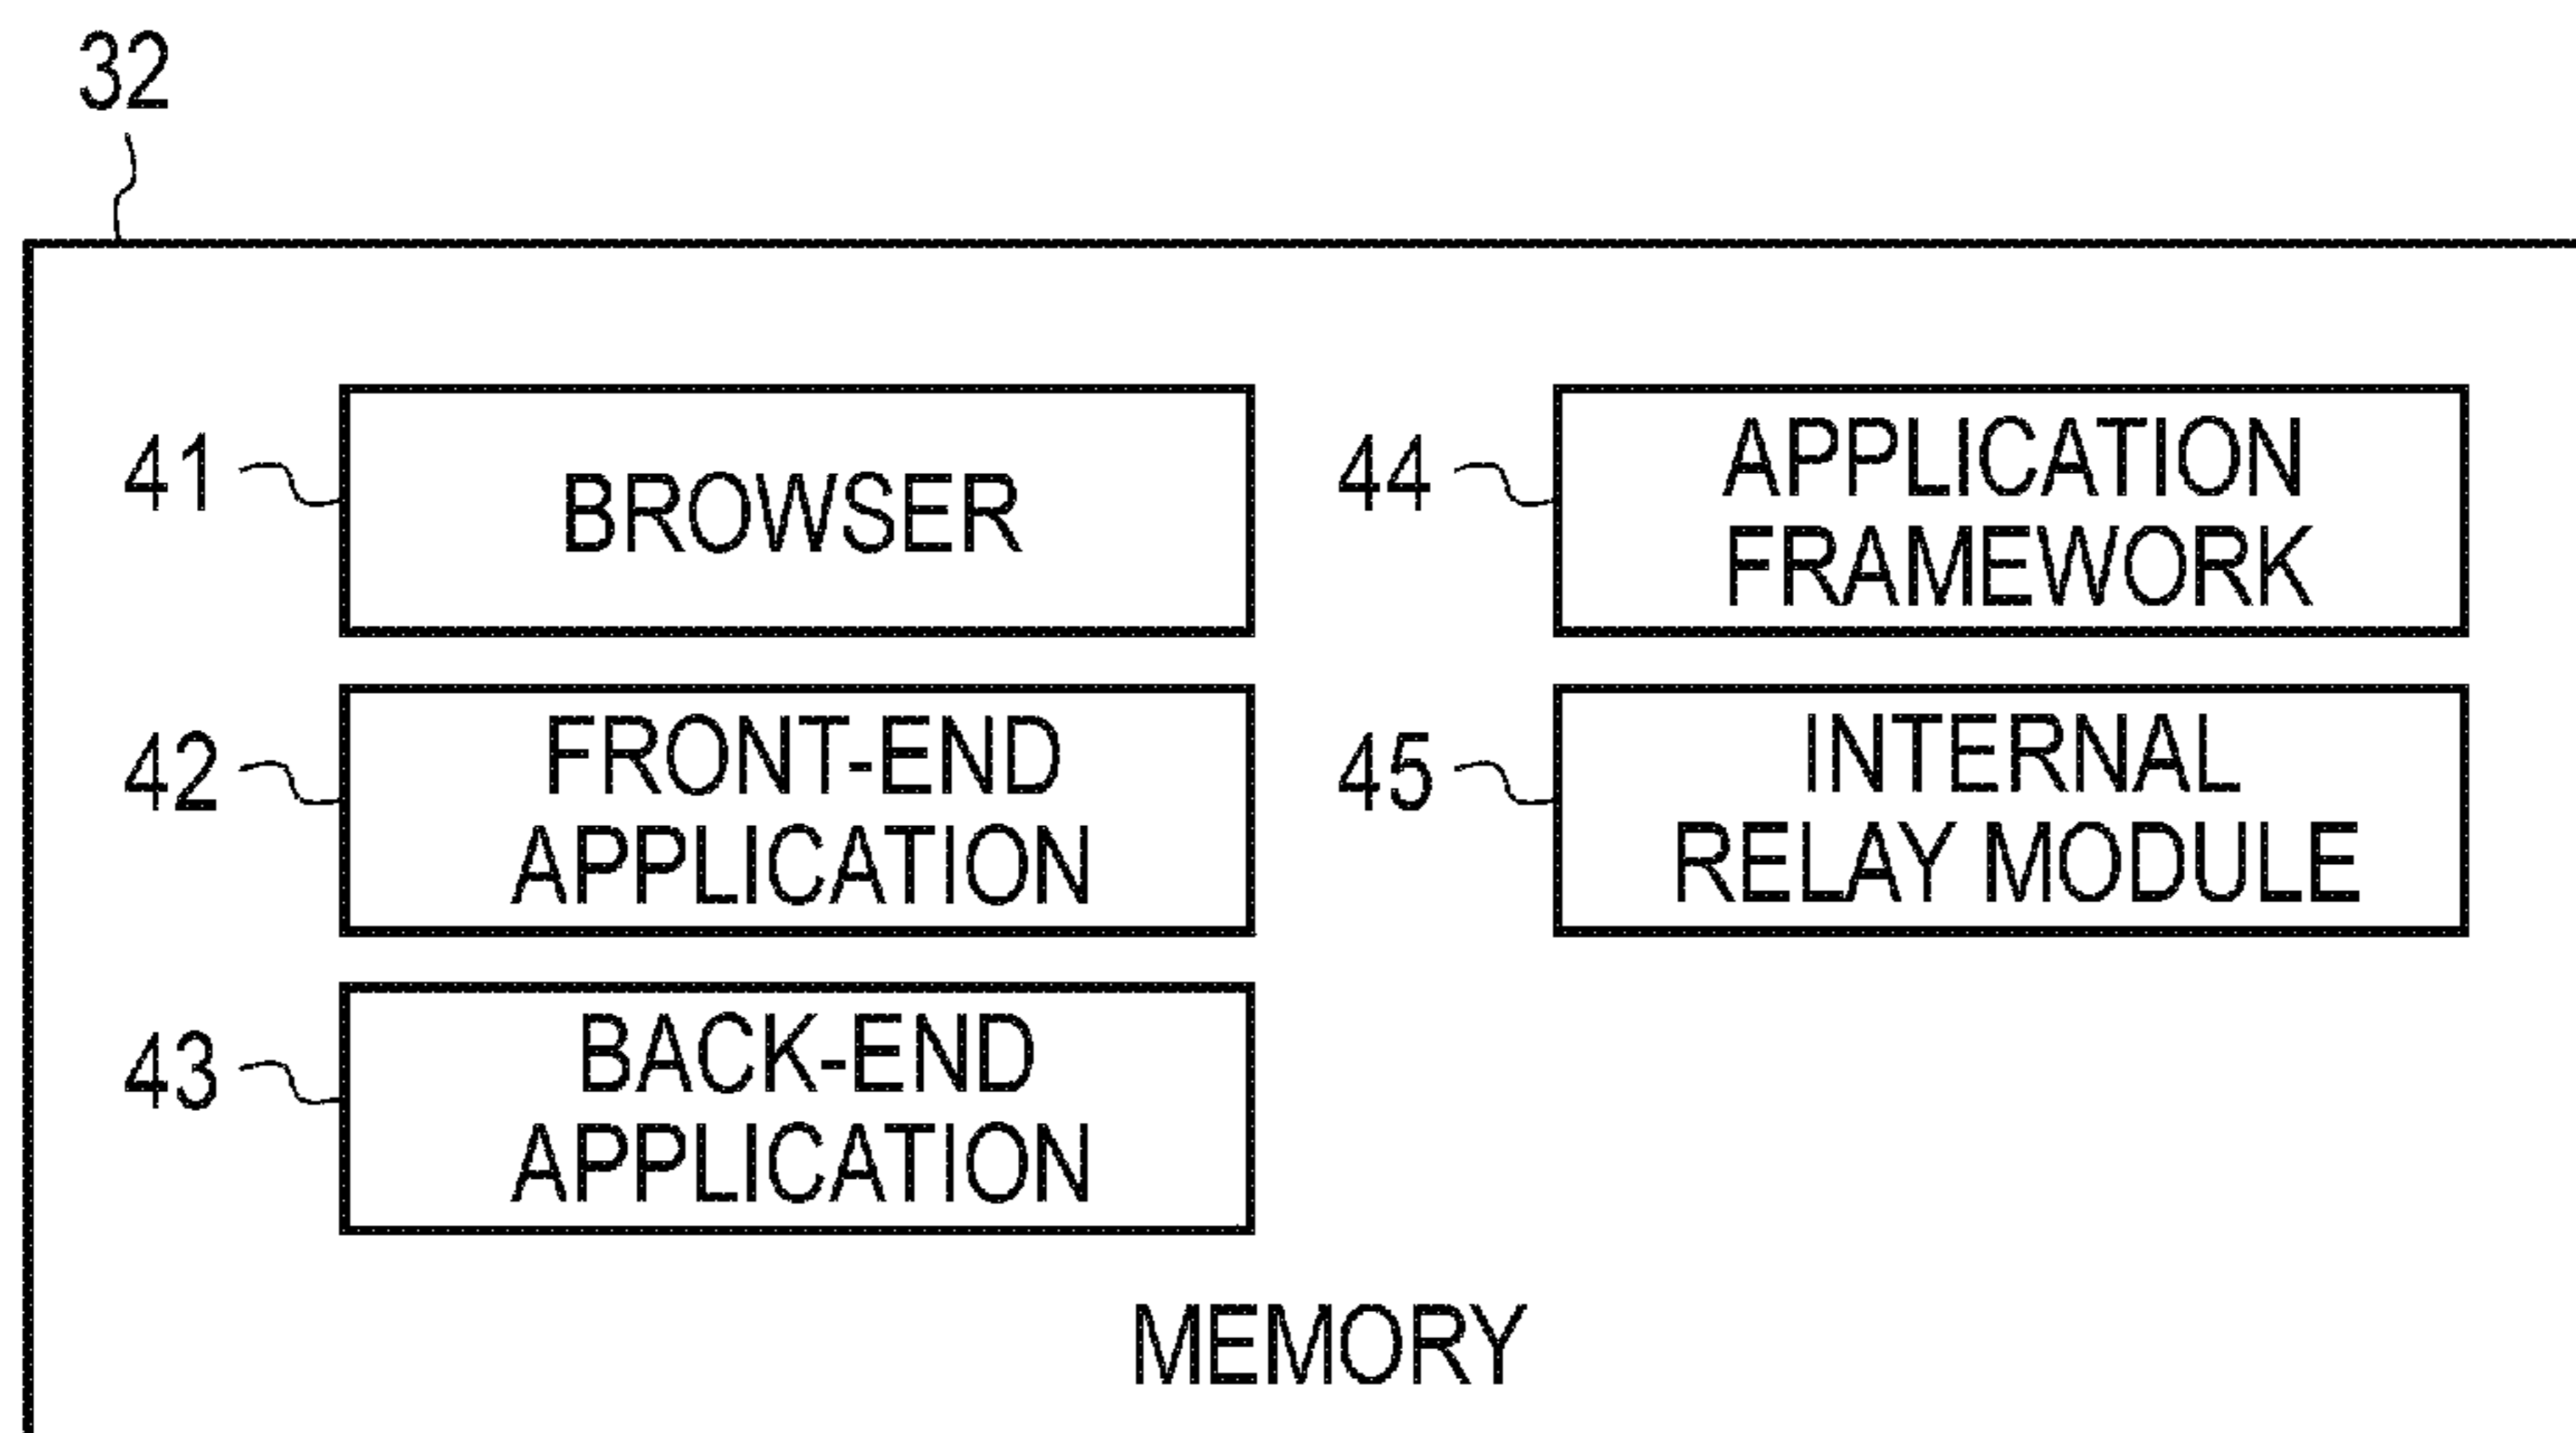 32
41
BROWSER
42
FRONT-END
APPLICATION
43
BACK-END
APPLICATION
44
APPLICATION
FRAMEWORK
45
INTERNAL
RELAY MODULE
MEMORY